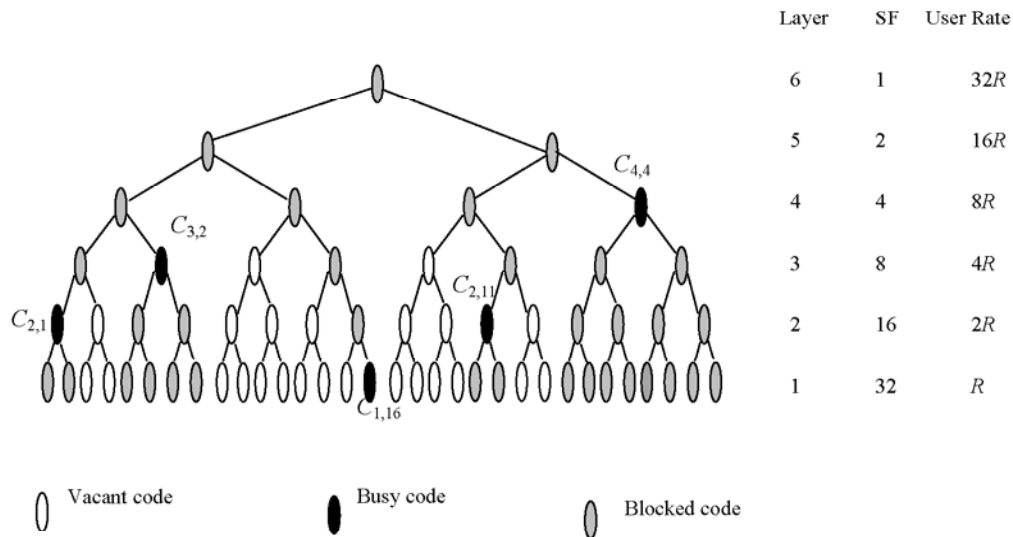 Layer SF User Rate
6 1 32R
5 2 16R
C4,4
4 4 8R
C3,2
3 8 4R
C2,11
C2,1
2 16 2R
1 32 R
C1,16
Vacant code
Busy code
Blocked code